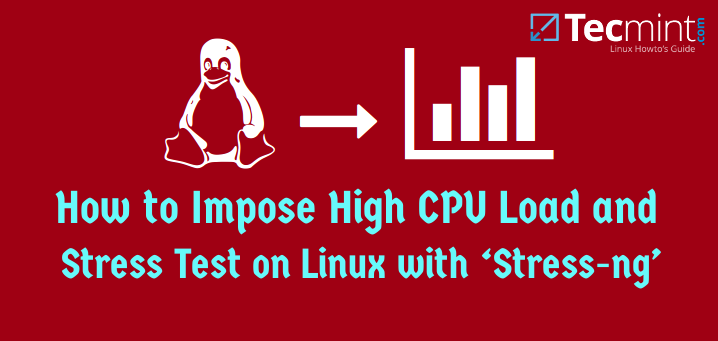 Tecmint.com
Linux Howto's Guide
How to Impose High CPU Load and
Stress Test on Linux with ‘Stress-ng’